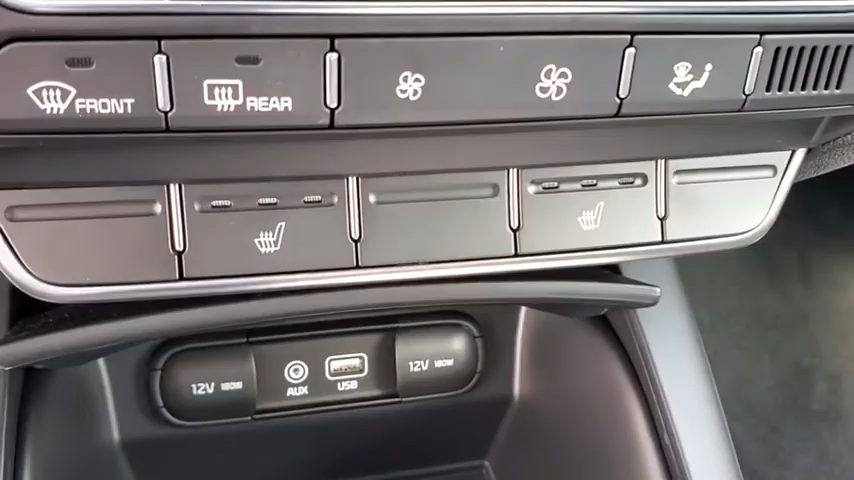 FRONT
REAR
12V 180W
AUX
USB
12V 180W